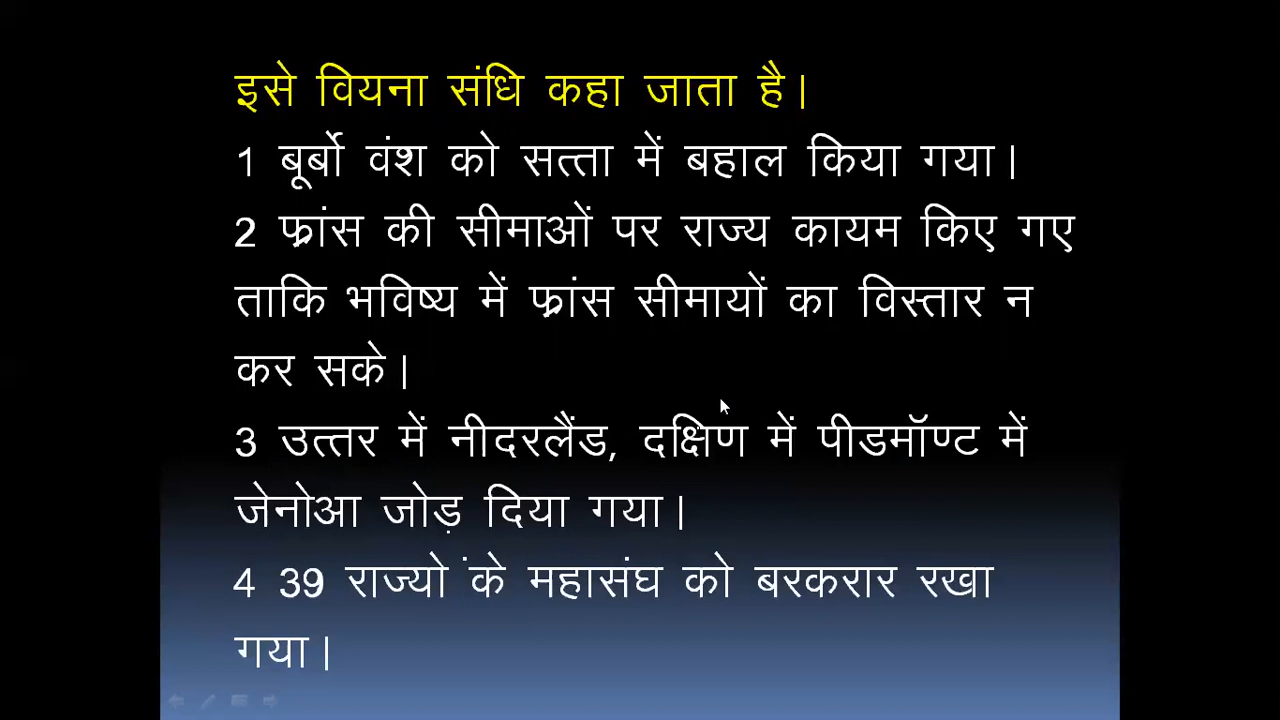 इसे वियना संधि कहा जाता है।
1 बूर्बो वंश को सत्ता में बहाल किया गया।
2 फ्रांस की सीमाओं पर राज्य कायम किए गए
ताकि भविष्य में फ्रांस सीमायों का विस्तार न
कर सके।
3 उत्तर में नीदरलैंड, दक्षिण में पीडमॉण्ट में
जेनोआ जोड़ दिया गया।
4 39 राज्यों के महासंघ को बरकरार रखा
गया।